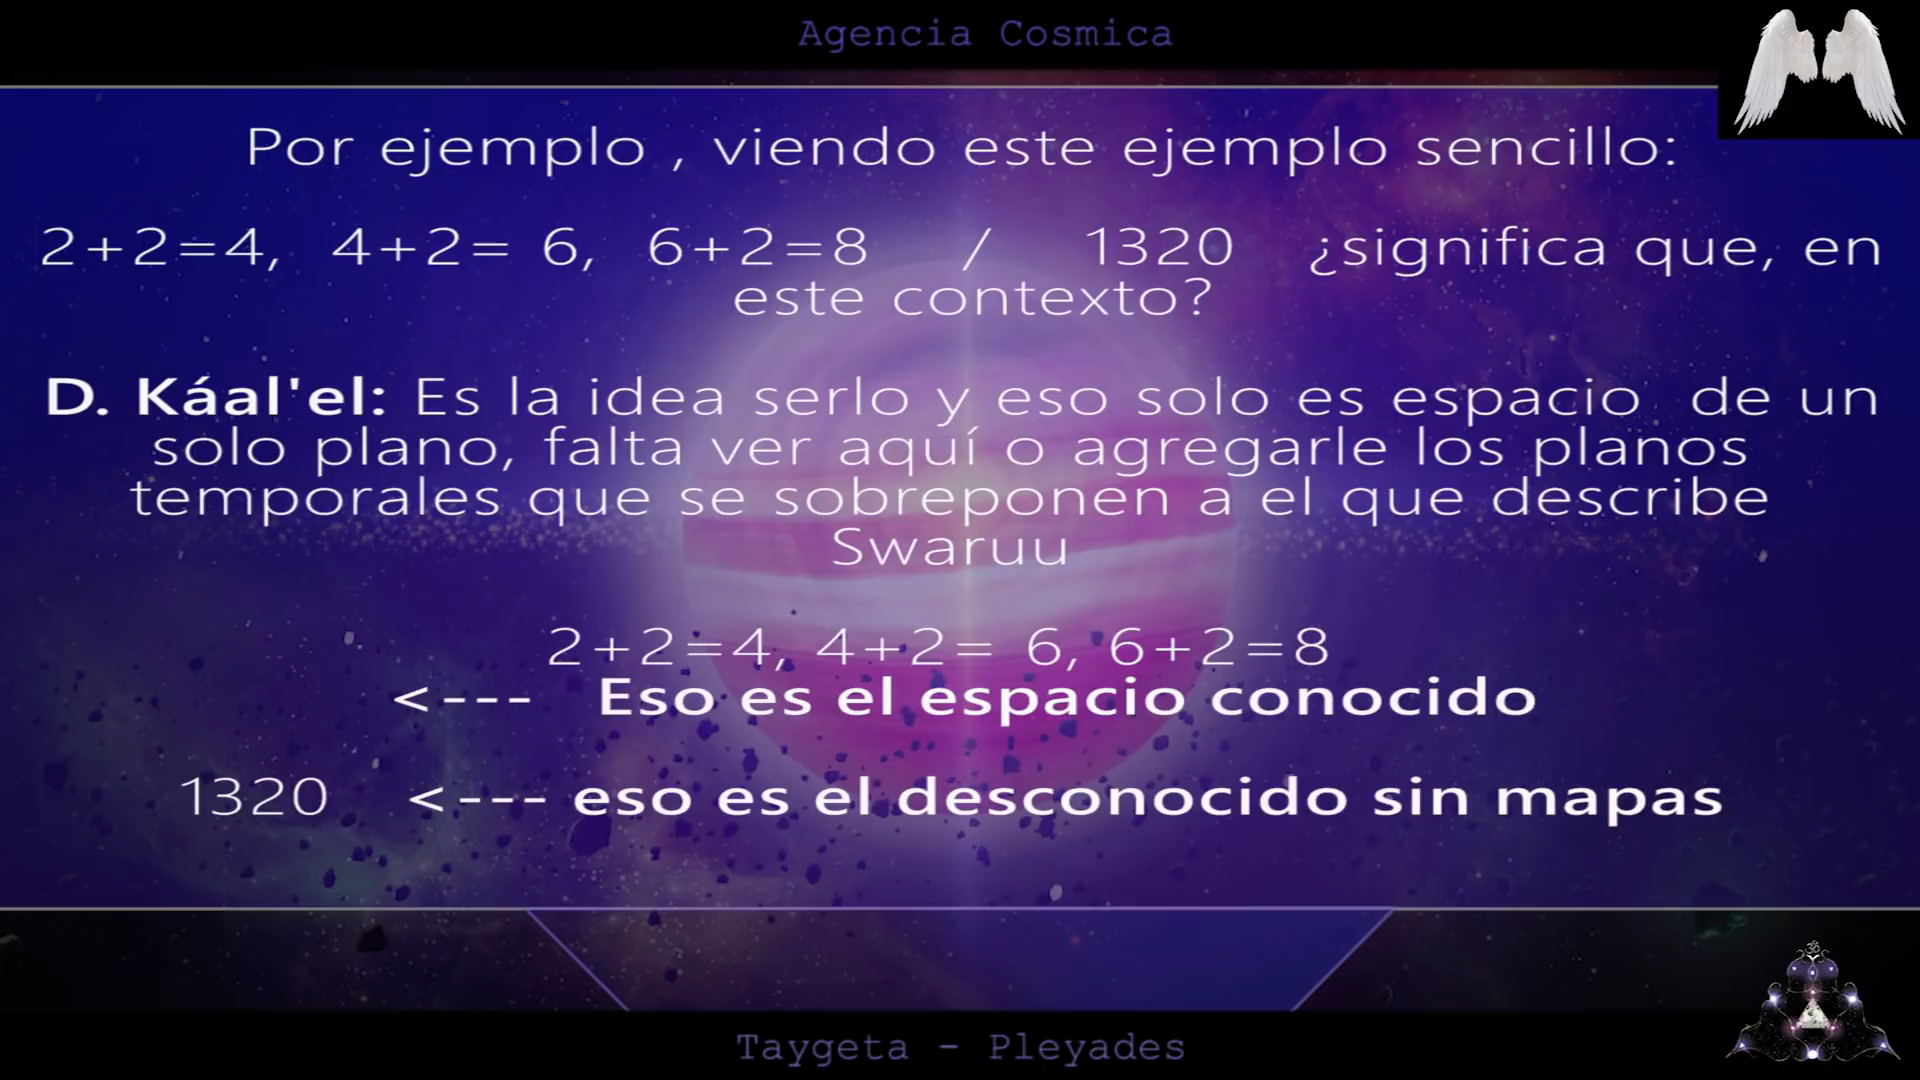 Agencia Cosmica
Por ejemplo , viendo este ejemplo sencillo:
2+2=4, 4+2= 6, 6+2=8 / 1320 ¿significa que, en
este contexto?
D. Káal'el: Es la idea serlo y eso solo es espacio de un
solo plano, falta ver aquí o agregarle los planos
temporales que se sobreponen a el que describe
Swaruu
2+2=4, 4+2= 6, 6+2=8
<--- Eso es el espacio conocido
1320 <--- eso es el desconocido sin mapas
ॐ
Taygeta - Pleyades